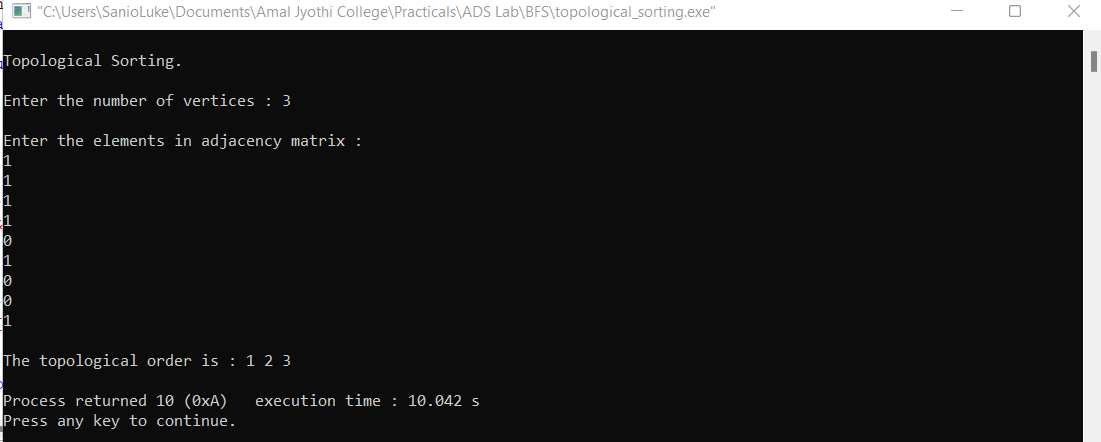 "C:\Users\SanioLuke\Documents\Amal Jyothi College\Practicals\ADS Lab\BFS\topological_sorting.exe"
Topological Sorting.
Enter the number of vertices : 3
Enter the elements in adjacency matrix :
1
1
1
1
0
1
0
0
1
The topological order is : 1 2 3
Process returned 10 (0xA)   execution time : 10.042 s
Press any key to continue.